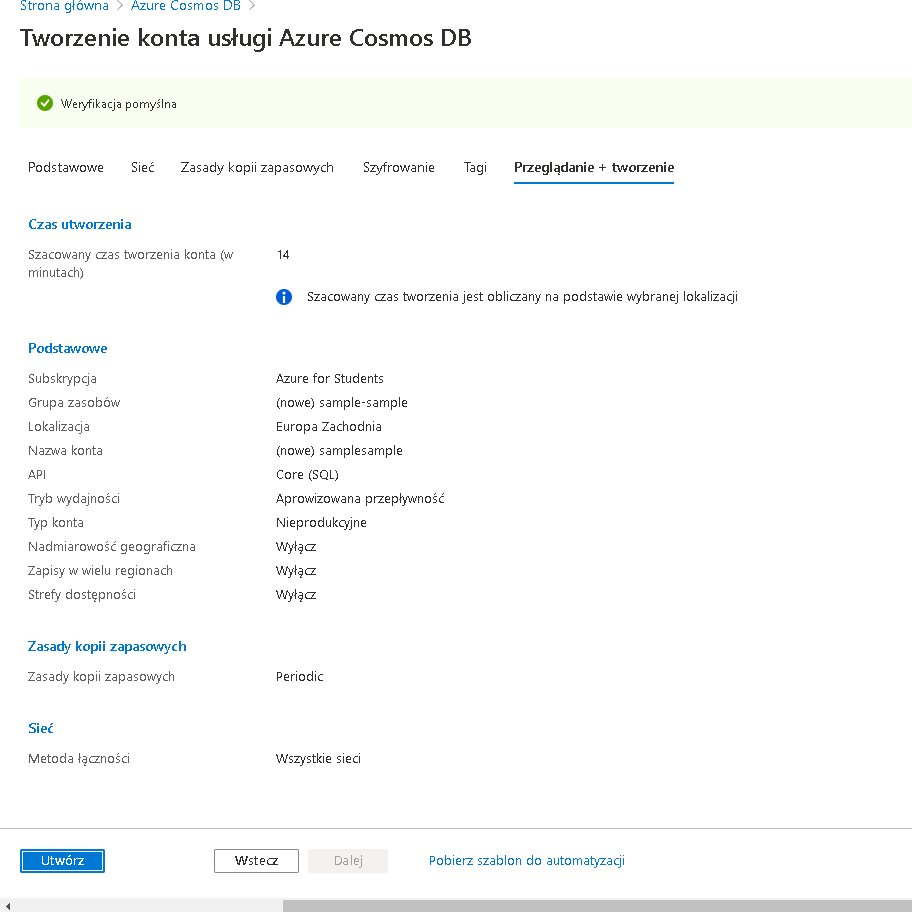 Strona główna > Azure Cosmos DB >
Tworzenie konta usługi Azure Cosmos DB
Weryfikacja pomyślna
Podstawowe Sieć Zasady kopii zapasowych Szyfrowanie Tagi Przeglądanie + tworzenie
Czas utworzenia
Szacowany czas tworzenia konta (w 14
minutach)
Szacowany czas tworzenia jest obliczany na podstawie wybranej lokalizacji
Podstawowe
Subskrypcja Azure for Students
Grupa zasobów (nowe) sample-sample
Lokalizacja Europa Zachodnia
Nazwa konta (nowe) samplesample
API Core (SQL)
Tryb wydajności Aprowizowana przepływność
Typ konta Nieprodukcyjne
Nadmiarowość geograficzna Wyłącz
Zapisy w wielu regionach Wyłącz
Strefy dostępności Wyłącz
Zasady kopii zapasowych
Zasady kopii zapasowych Periodic
Sieć
Metoda łączności Wszystkie sieci
Utwórz Wstecz Dalej Pobierz szablon do automatyzacji